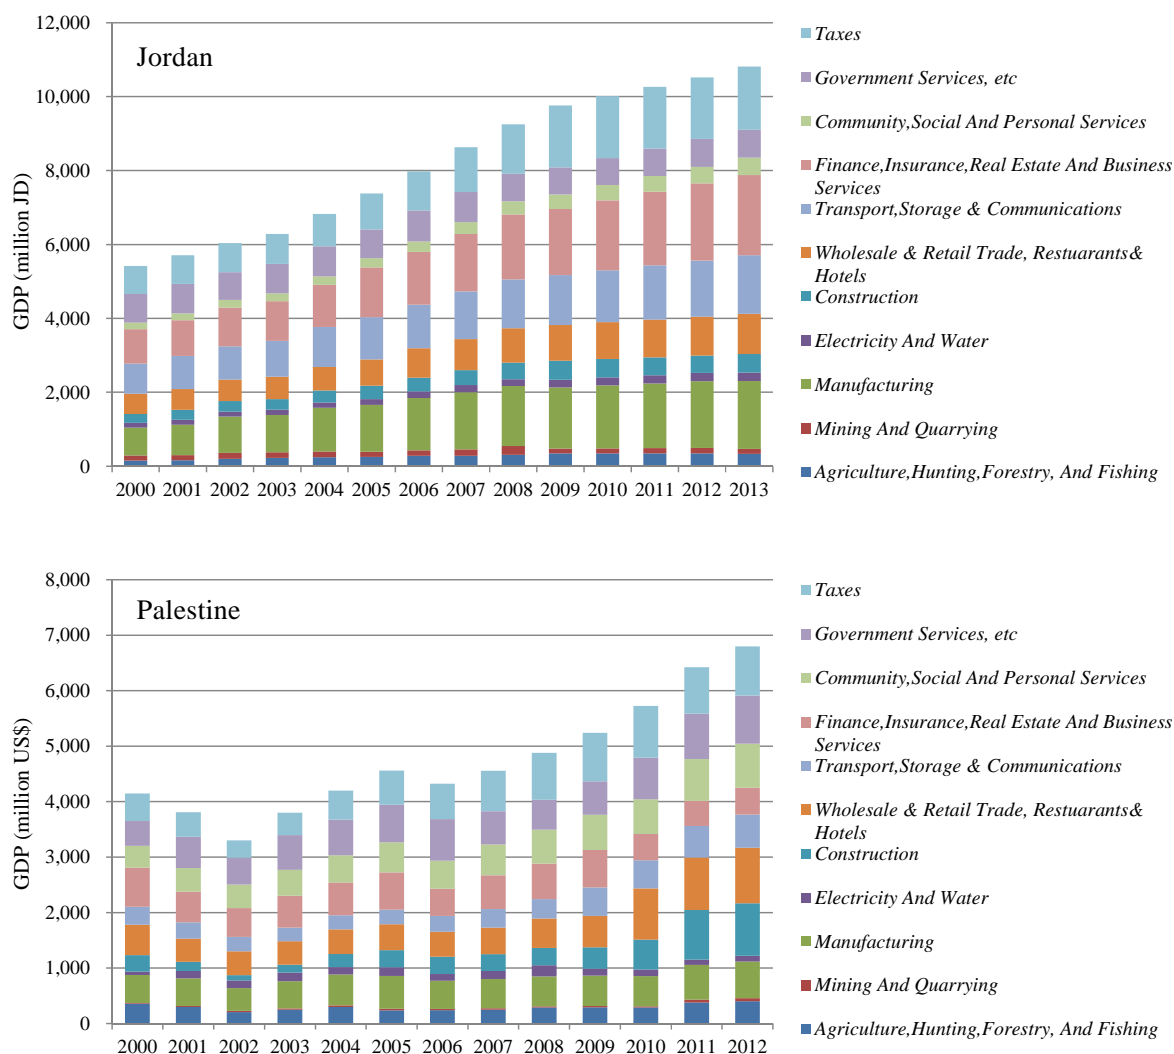 12,000
10,000
8,000
6,000
4,000
2,000
0
GDP (million JD)
Jordan
2000 2001 2002 2003 2004 2005 2006 2007 2008 2009 2010 2011 2012 2013
Taxes
Government Services, etc
Community,Social And Personal Services
Finance,Insurance,Real Estate And Business
Services
Transport,Storage & Communications
Wholesale & Retail Trade, Restuarants&
Hotels
Construction
Electricity And Water
Manufacturing
Mining And Quarrying
Agriculture,Hunting,Forestry, And Fishing
8,000
7,000
6,000
5,000
4,000
3,000
2,000
1,000
0
GDP (million US$)
Palestine
2000 2001 2002 2003 2004 2005 2006 2007 2008 2009 2010 2011 2012
Taxes
Government Services, etc
Community,Social And Personal Services
Finance,Insurance,Real Estate And Business
Services
Transport,Storage & Communications
Wholesale & Retail Trade, Restuarants&
Hotels
Construction
Electricity And Water
Manufacturing
Mining And Quarrying
Agriculture,Hunting,Forestry, And Fishing